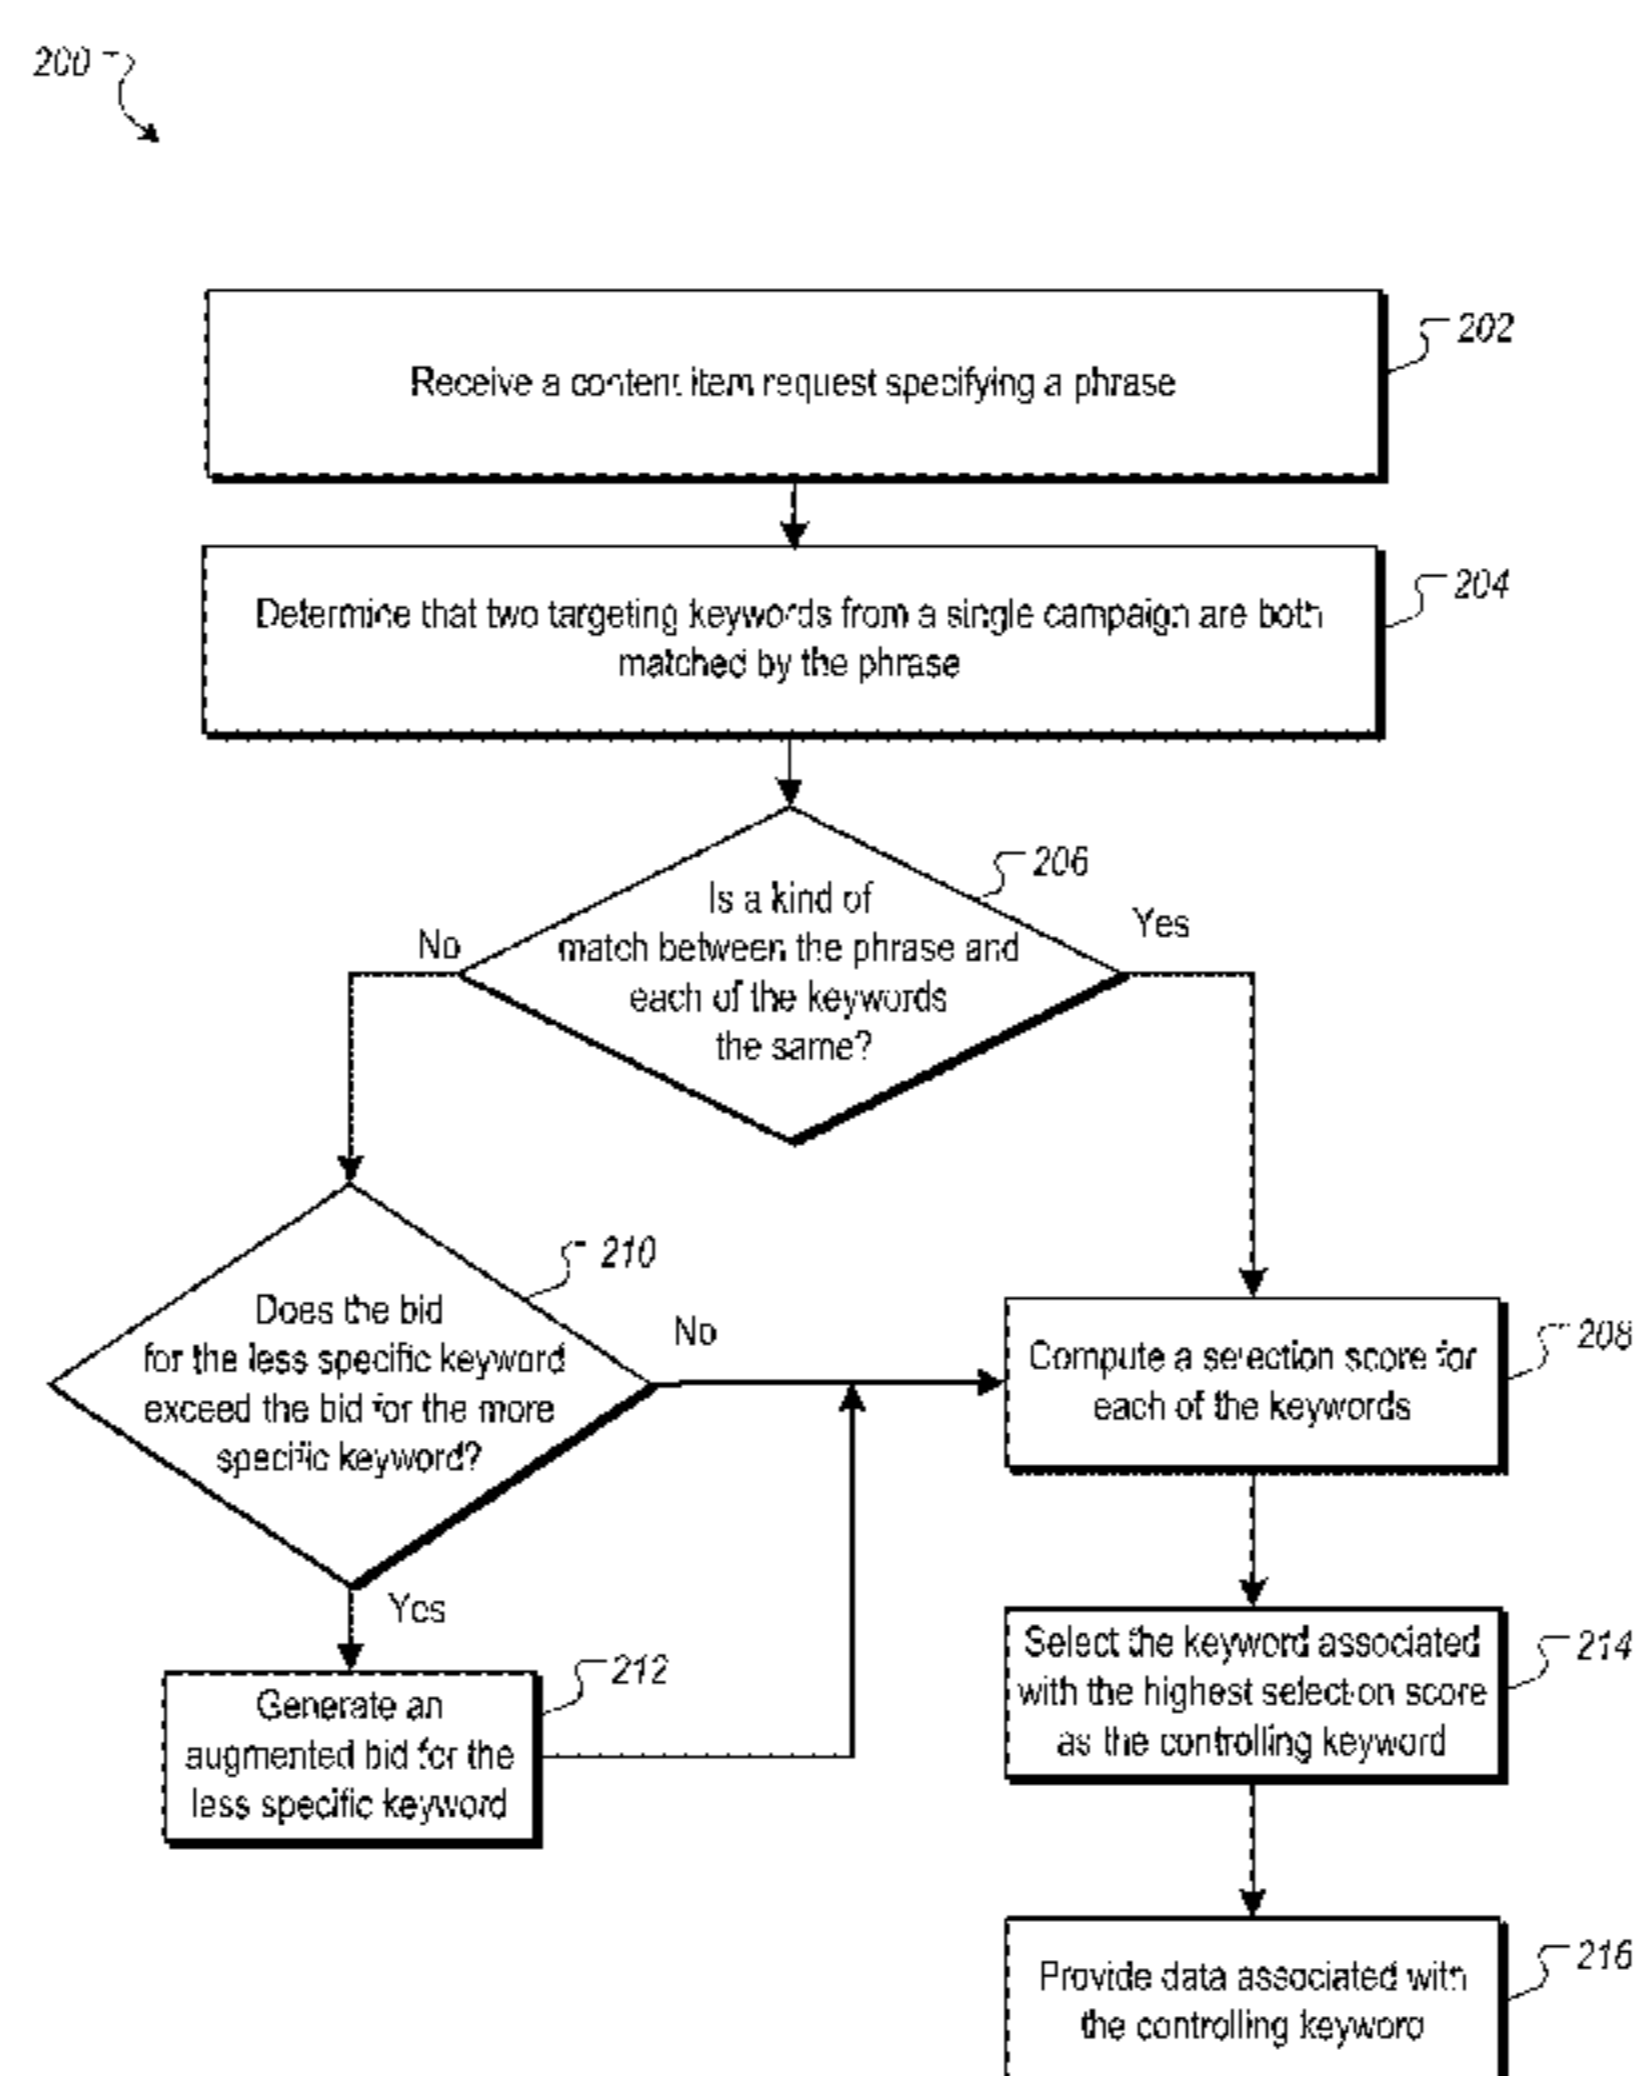 200
202
Receive a content item request specifying a phrase
204
Determine that two targeting keywords from a single campaign are both
matched by the phrase
206
Is a kind of
match between the phrase and
each of the keywords
the same?
No
Yes
210
Does the bid
for the less specific keyword
exceed the bid for the more
specific keyword?
No
Yes
208
Compute a selection score for
each of the keywords
212
Generate an
augmented bid for the
less specific keyword
214
Select the keyword associated
with the highest selection score
as the controlling keyword
216
Provide data associated with
the controlling keyword